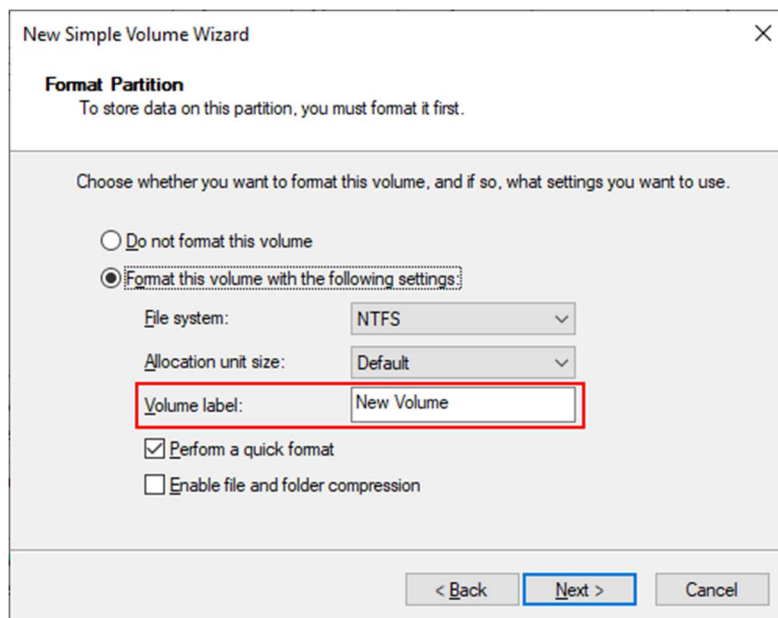 New Simple Volume Wizard
Format Partition
To store data on this partition, you must format it first.
Choose whether you want to format this volume, and if so, what settings you want to use.
Do not format this volume
Format this volume with the following settings:
File system: NTFS
Allocation unit size: Default
Volume label: New Volume
Perform a quick format
Enable file and folder compression
< Back Next > Cancel